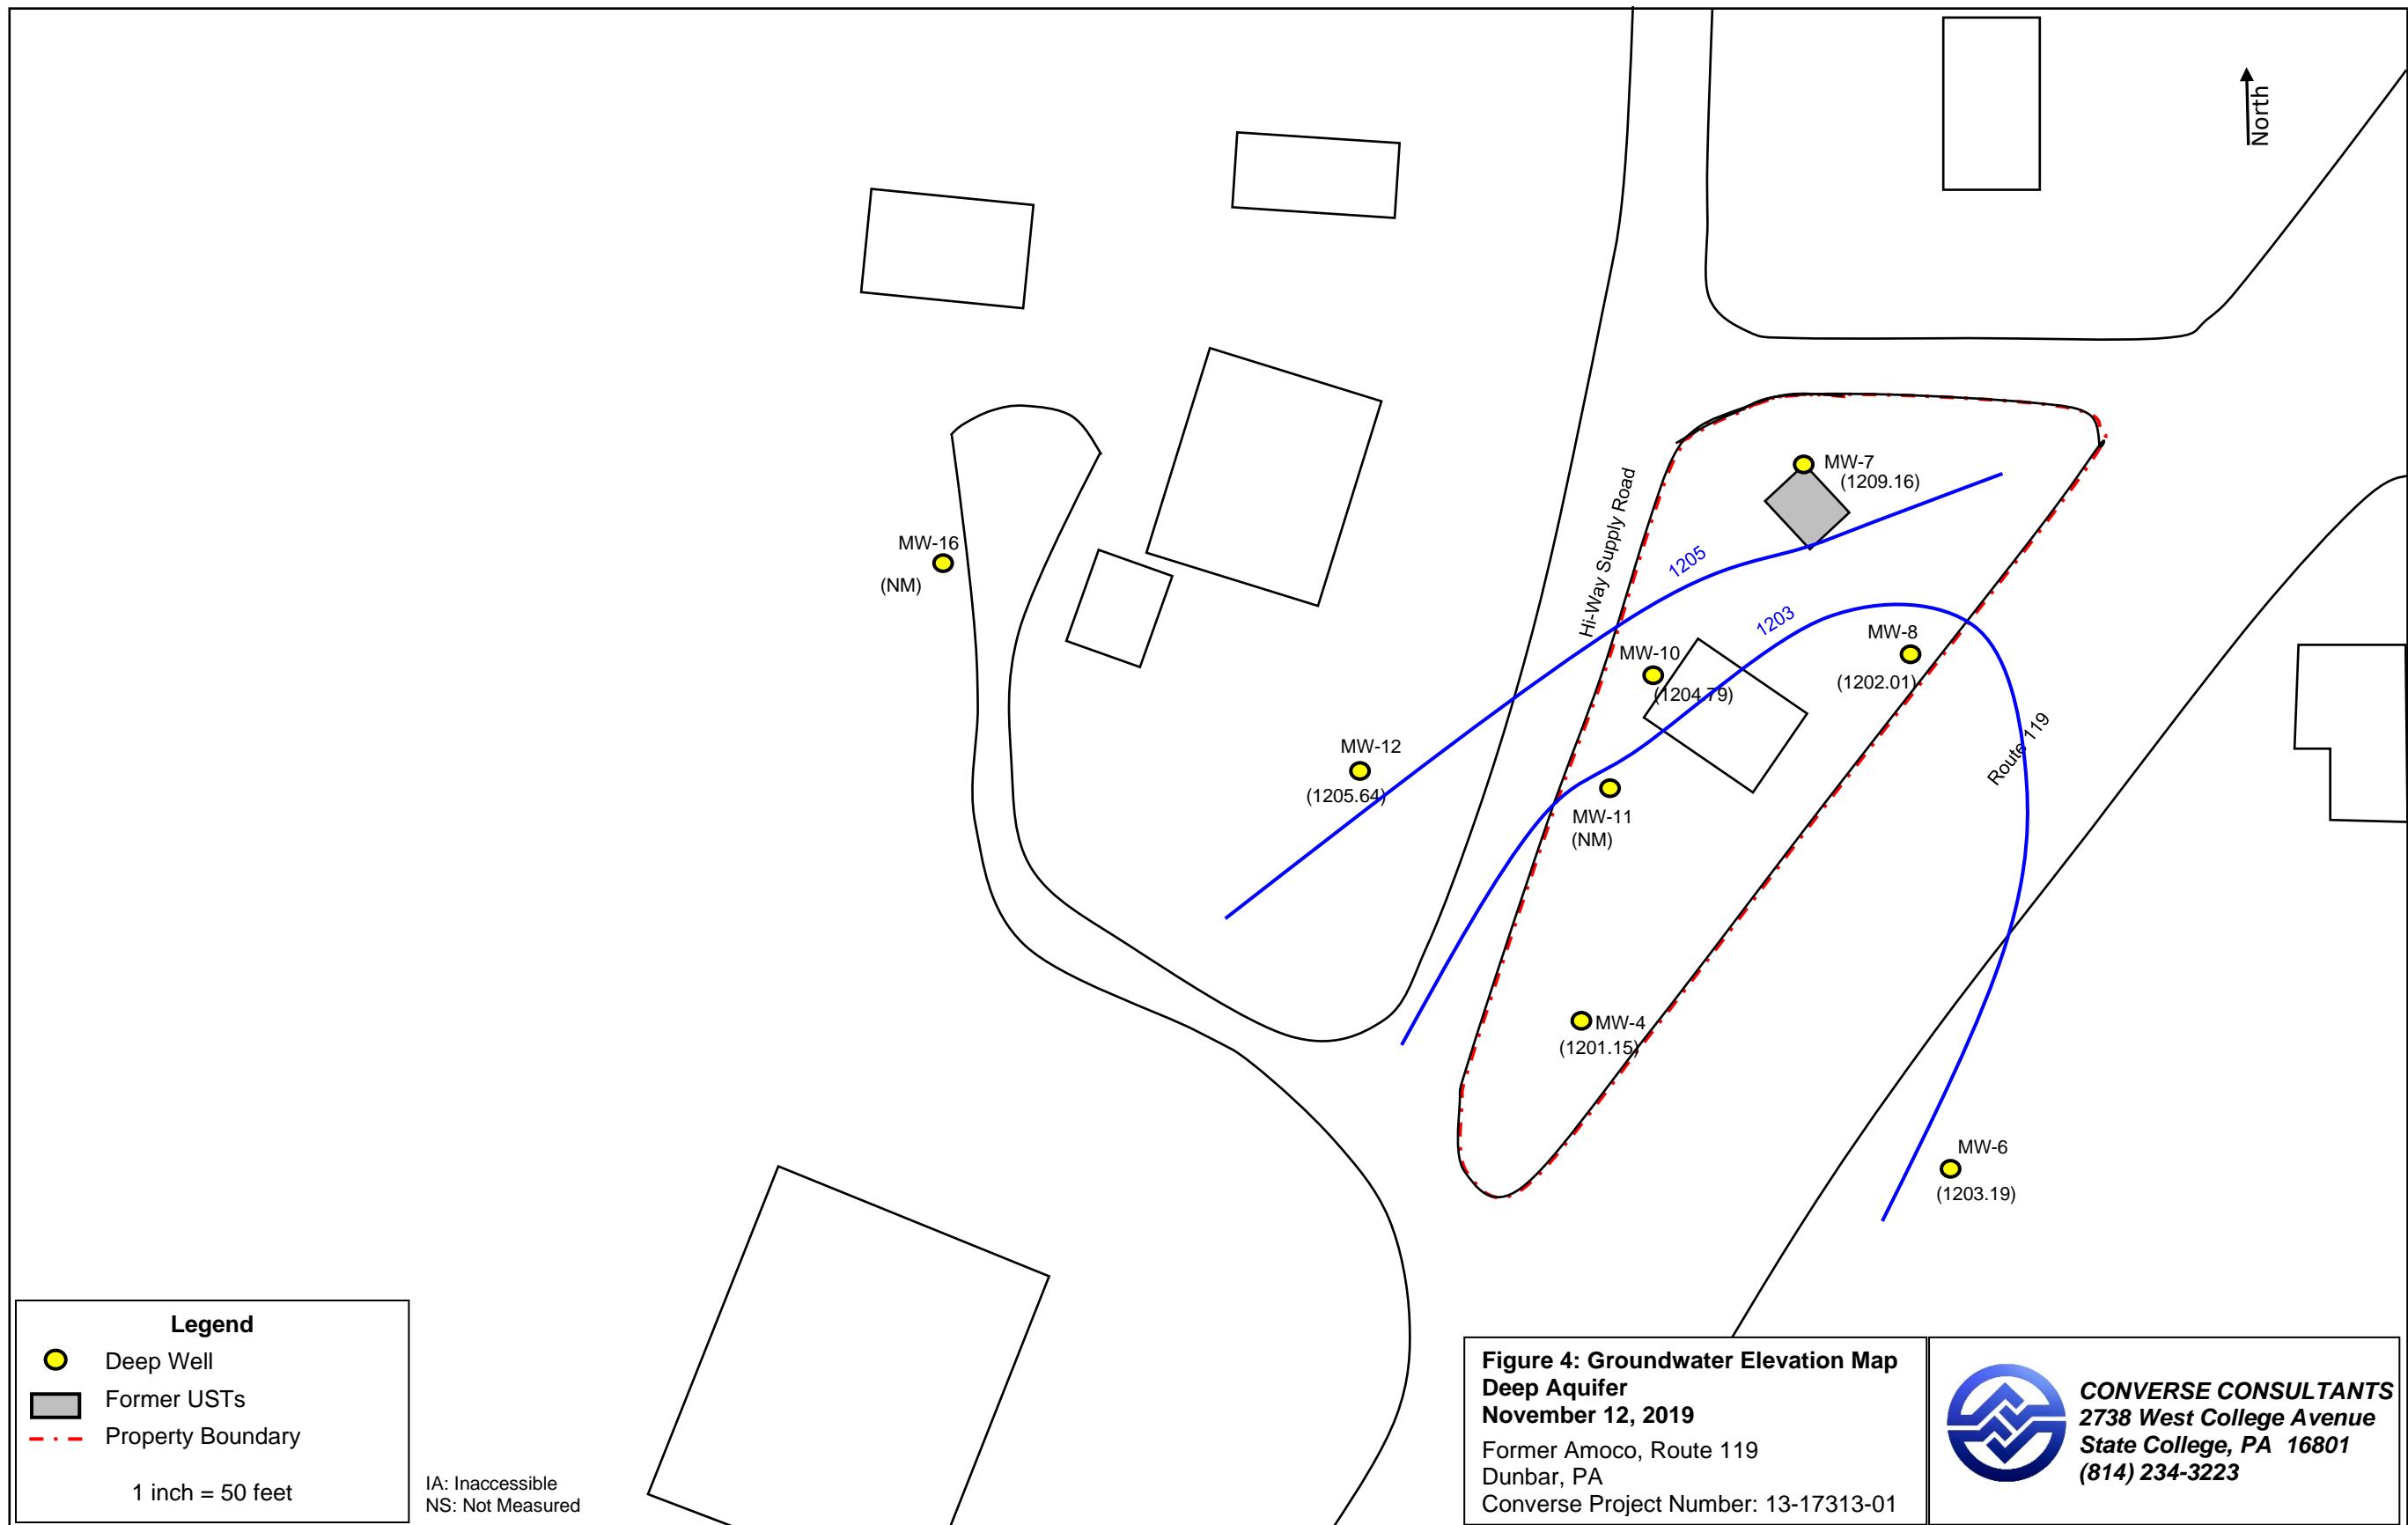 North
MW-7
(1209.16)
Hi-Way Supply Road
1205
MW-16
(NM)
1203
MW-8
(1202.01)
MW-10
(1204.79)
Route 119
MW-12
(1205.64)
MW-11
(NM)
MW-4
(1201.15)
MW-6
(1203.19)
Legend
Deep Well
Former USTs
Property Boundary
1 inch = 50 feet
IA: Inaccessible
NS: Not Measured
Figure 4: Groundwater Elevation Map
Deep Aquifer
November 12, 2019
Former Amoco, Route 119
Dunbar, PA
Converse Project Number: 13-17313-01
CONVERSE CONSULTANTS
2738 West College Avenue
State College, PA 16801
(814) 234-3223